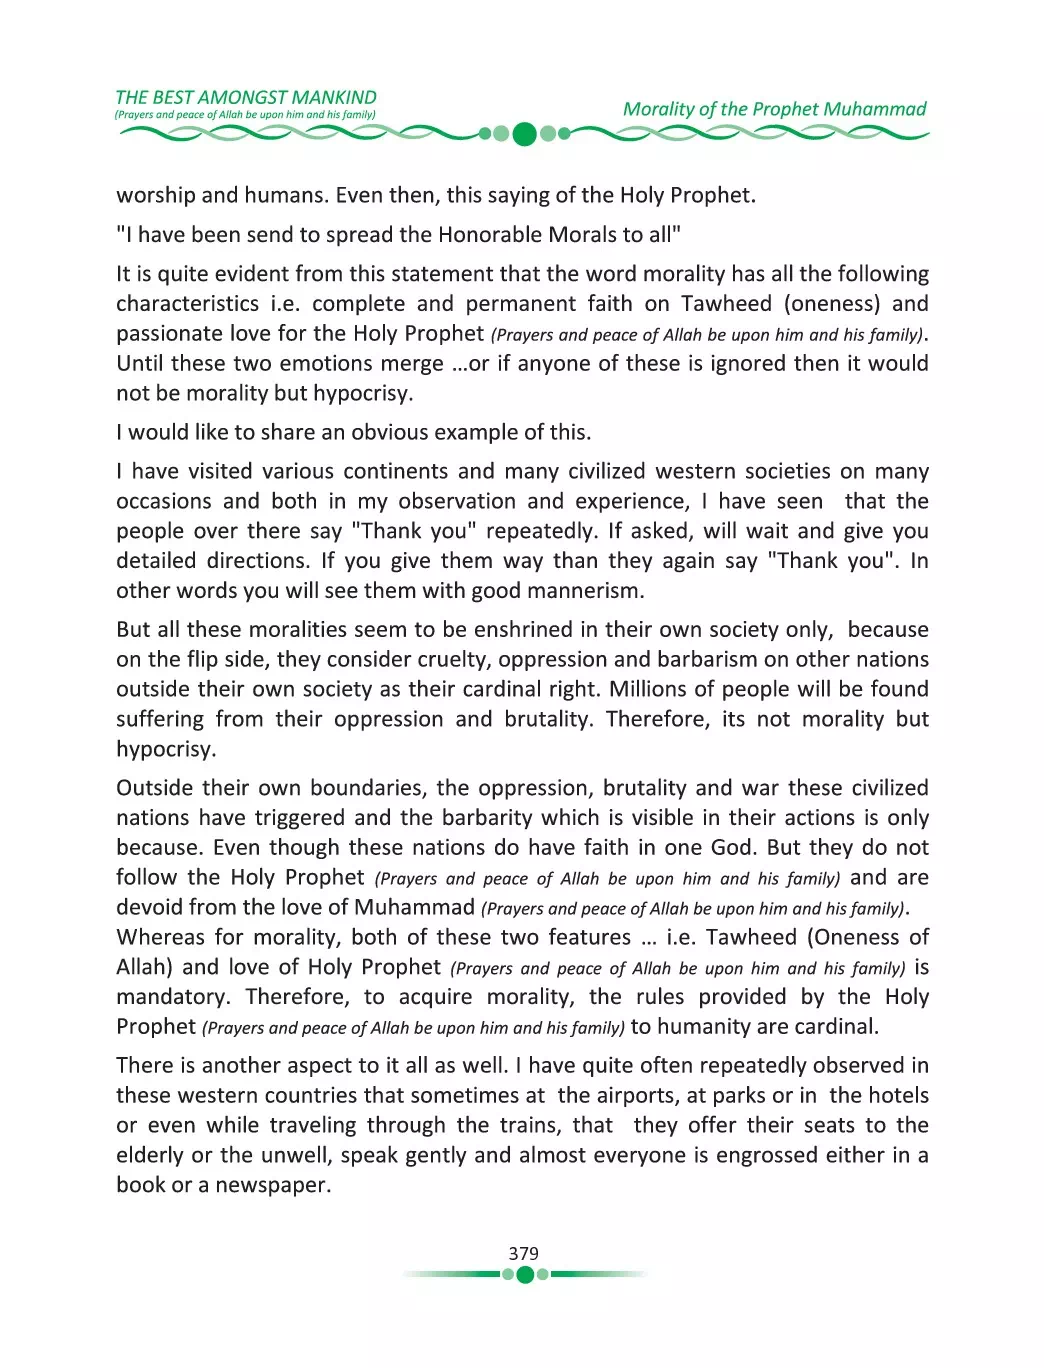 THE BEST AMONGST MANKIND
(Prayers and peace of Allah be upon him and his family)
Morality of the Prophet Muhammad
worship and humans. Even then, this saying of the Holy Prophet.
"I have been send to spread the Honorable Morals to all"
It is quite evident from this statement that the word morality has all the following
characteristics i.e. complete and permanent faith on Tawheed (oneness) and
passionate love for the Holy Prophet (Prayers and peace of Allah be upon him and his family).
Until these two emotions merge …or if anyone of these is ignored then it would
not be morality but hypocrisy.
I would like to share an obvious example of this.
I have visited various continents and many civilized western societies on many
occasions and both in my observation and experience, I have seen  that the
people over there say "Thank you" repeatedly. If asked, will wait and give you
detailed directions. If you give them way than they again say "Thank you". In
other words you will see them with good mannerism.
But all these moralities seem to be enshrined in their own society only,  because
on the flip side, they consider cruelty, oppression and barbarism on other nations
outside their own society as their cardinal right. Millions of people will be found
suffering from their oppression and brutality. Therefore, its not morality but
hypocrisy.
Outside their own boundaries, the oppression, brutality and war these civilized
nations have triggered and the barbarity which is visible in their actions is only
because. Even though these nations do have faith in one God. But they do not
follow the Holy Prophet (Prayers and peace of Allah be upon him and his family) and are
devoid from the love of Muhammad (Prayers and peace of Allah be upon him and his family).
Whereas for morality, both of these two features … i.e. Tawheed (Oneness of
Allah) and love of Holy Prophet (Prayers and peace of Allah be upon him and his family) is
mandatory. Therefore, to acquire morality, the rules provided by the Holy
Prophet (Prayers and peace of Allah be upon him and his family) to humanity are cardinal.
There is another aspect to it all as well. I have quite often repeatedly observed in
these western countries that sometimes at  the airports, at parks or in  the hotels
or even while traveling through the trains, that  they offer their seats to the
elderly or the unwell, speak gently and almost everyone is engrossed either in a
book or a newspaper.
379